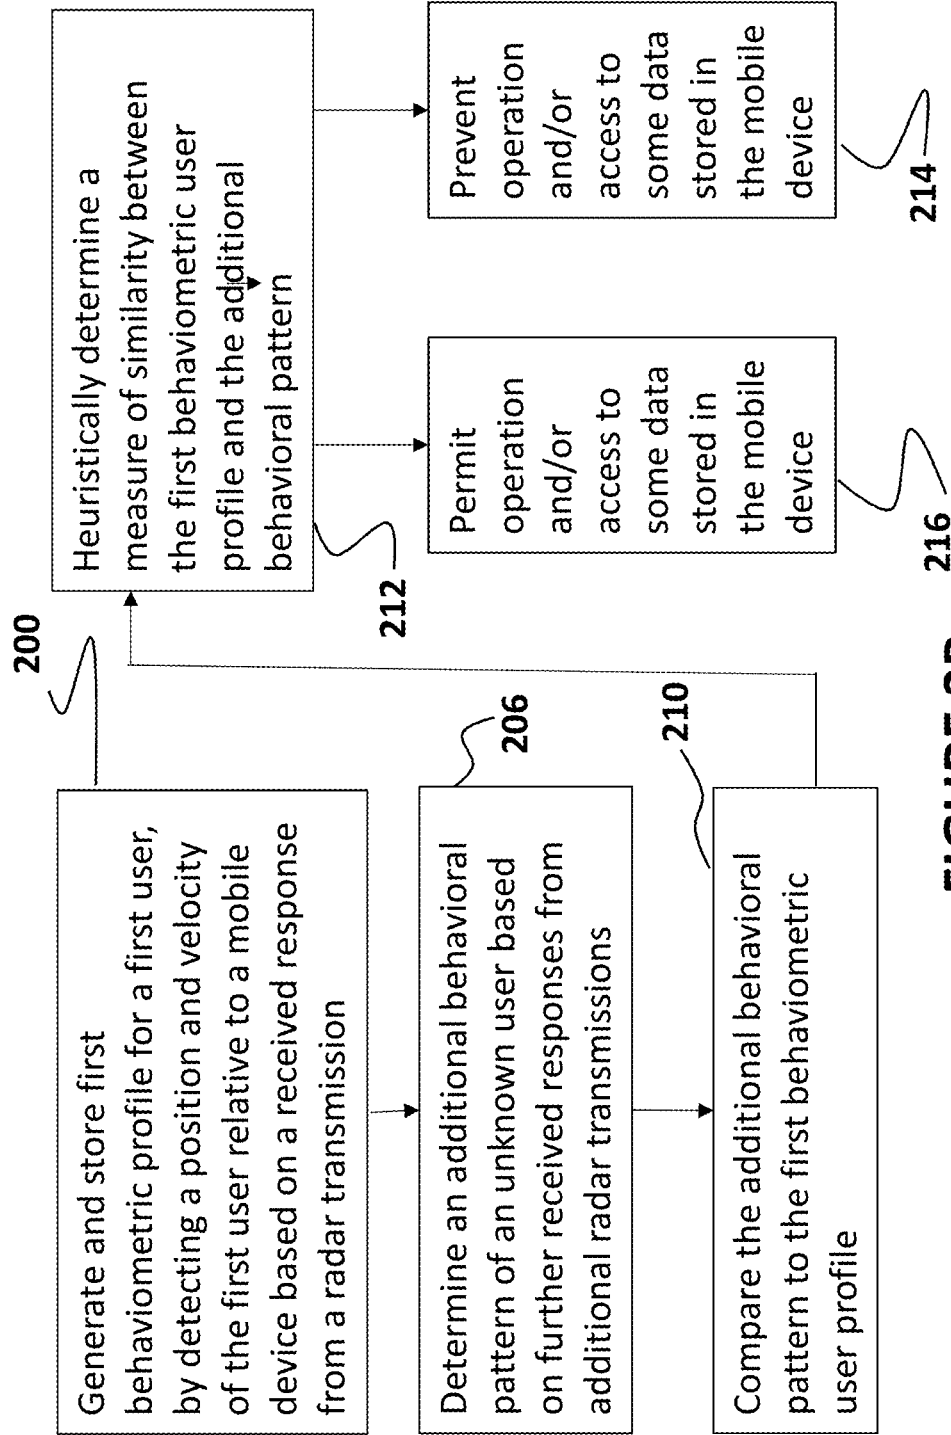 200
Generate and store first
behaviometric profile for a first user,
by detecting a position and velocity
of the first user relative to a mobile
device based on a received response
from a radar transmission
206
Determine an additional behavioral
pattern of an unknown user based
on further received responses from
additional radar transmissions
210
Compare the additional behavioral
pattern to the first behaviometric
user profile
Heuristically determine a
measure of similarity between
the first behaviometric user
profile and the additional
behavioral pattern
212
Permit
operation
and/or
access to
some data
stored in
the mobile
device
216
Prevent
operation
and/or
access to
some data
stored in
the mobile
device
214
FIGURE